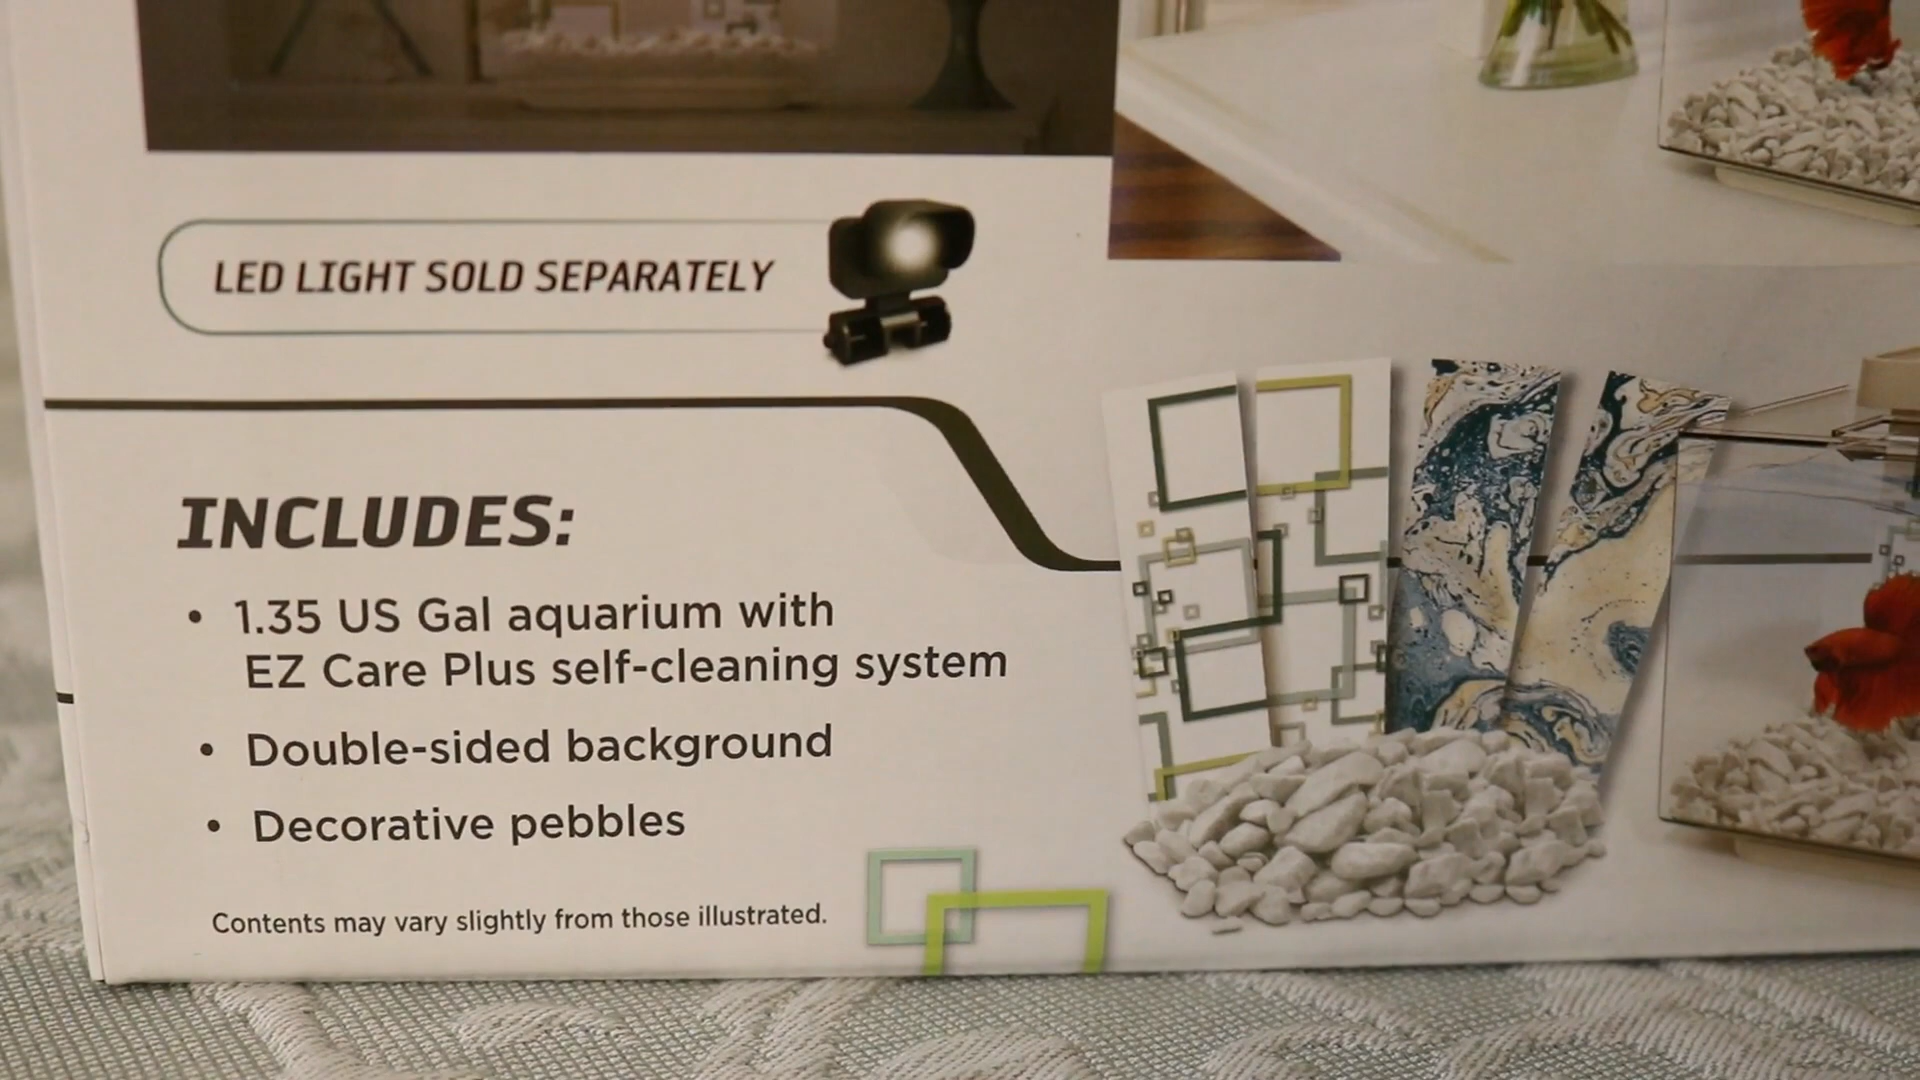 LED LIGHT SOLD SEPARATELY
INCLUDES:
• 1.35 US Gal aquarium with
EZ Care Plus self-cleaning system
• Double-sided background
• Decorative pebbles
Contents may vary slightly from those illustrated.